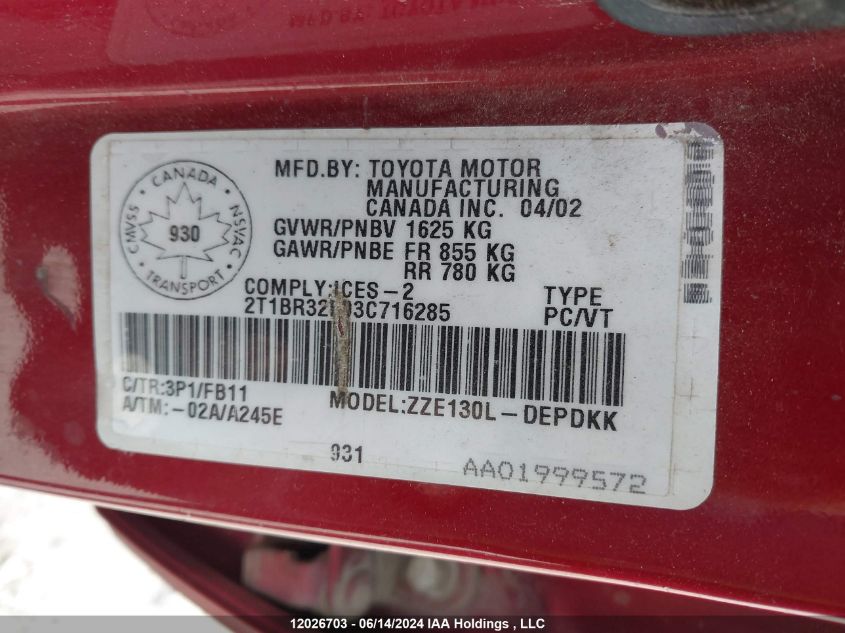 CANADA
CMVSS
NSVAC
930
TRANSPORT
MFD.BY: TOYOTA MOTOR
MANUFACTURING
CANADA INC. 04/02
GVWR/PNBV 1625 KG
GAWR/PNBE FR 855 KG
RR 780 KG
COMPLY:ICES-2
TYPE
PC/VT
C/TR:3P1/FB11
A/TM:-02A/A245E
MODEL:ZZE130L-DEPDKK
931
AA01999572
12026703 - 06/14/2024 IAA Holdings , LLC